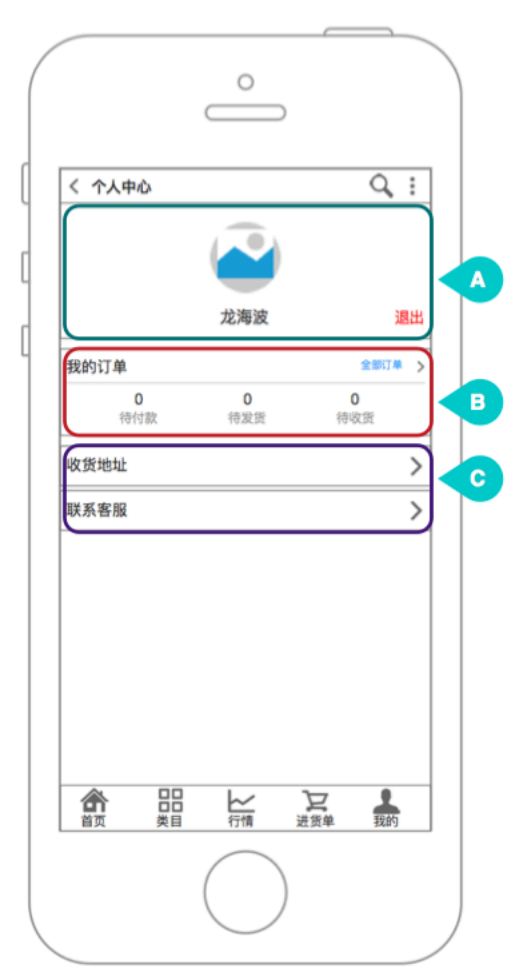 个人中心
A
龙海波
退出
我的订单 全部订单
0 0 0
待付款 待发货 待收货
B
收货地址
C
联系客服
首页 类目 行情 进货单 我的